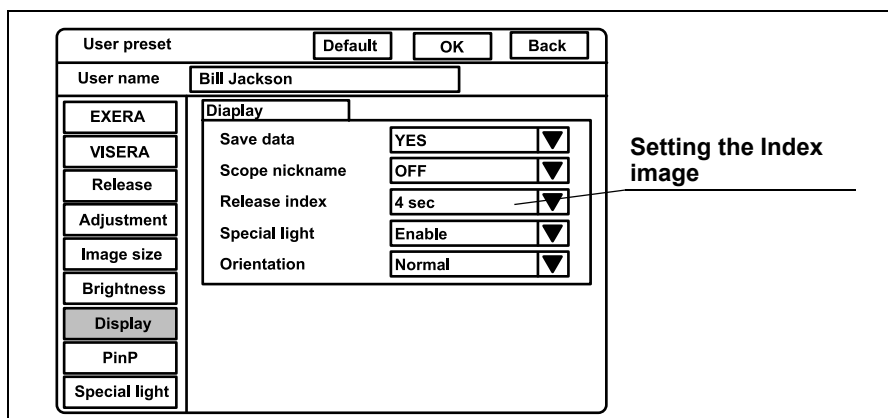 User preset Default OK Back
User name Bill Jackson
EXERA
VISERA
Release
Adjustment
Image size
Brightness
Display
PinP
Special light
Diaplay
Save data YES
Scope nickname OFF
Release index 4 sec
Special light Enable
Orientation Normal
Setting the Index
image